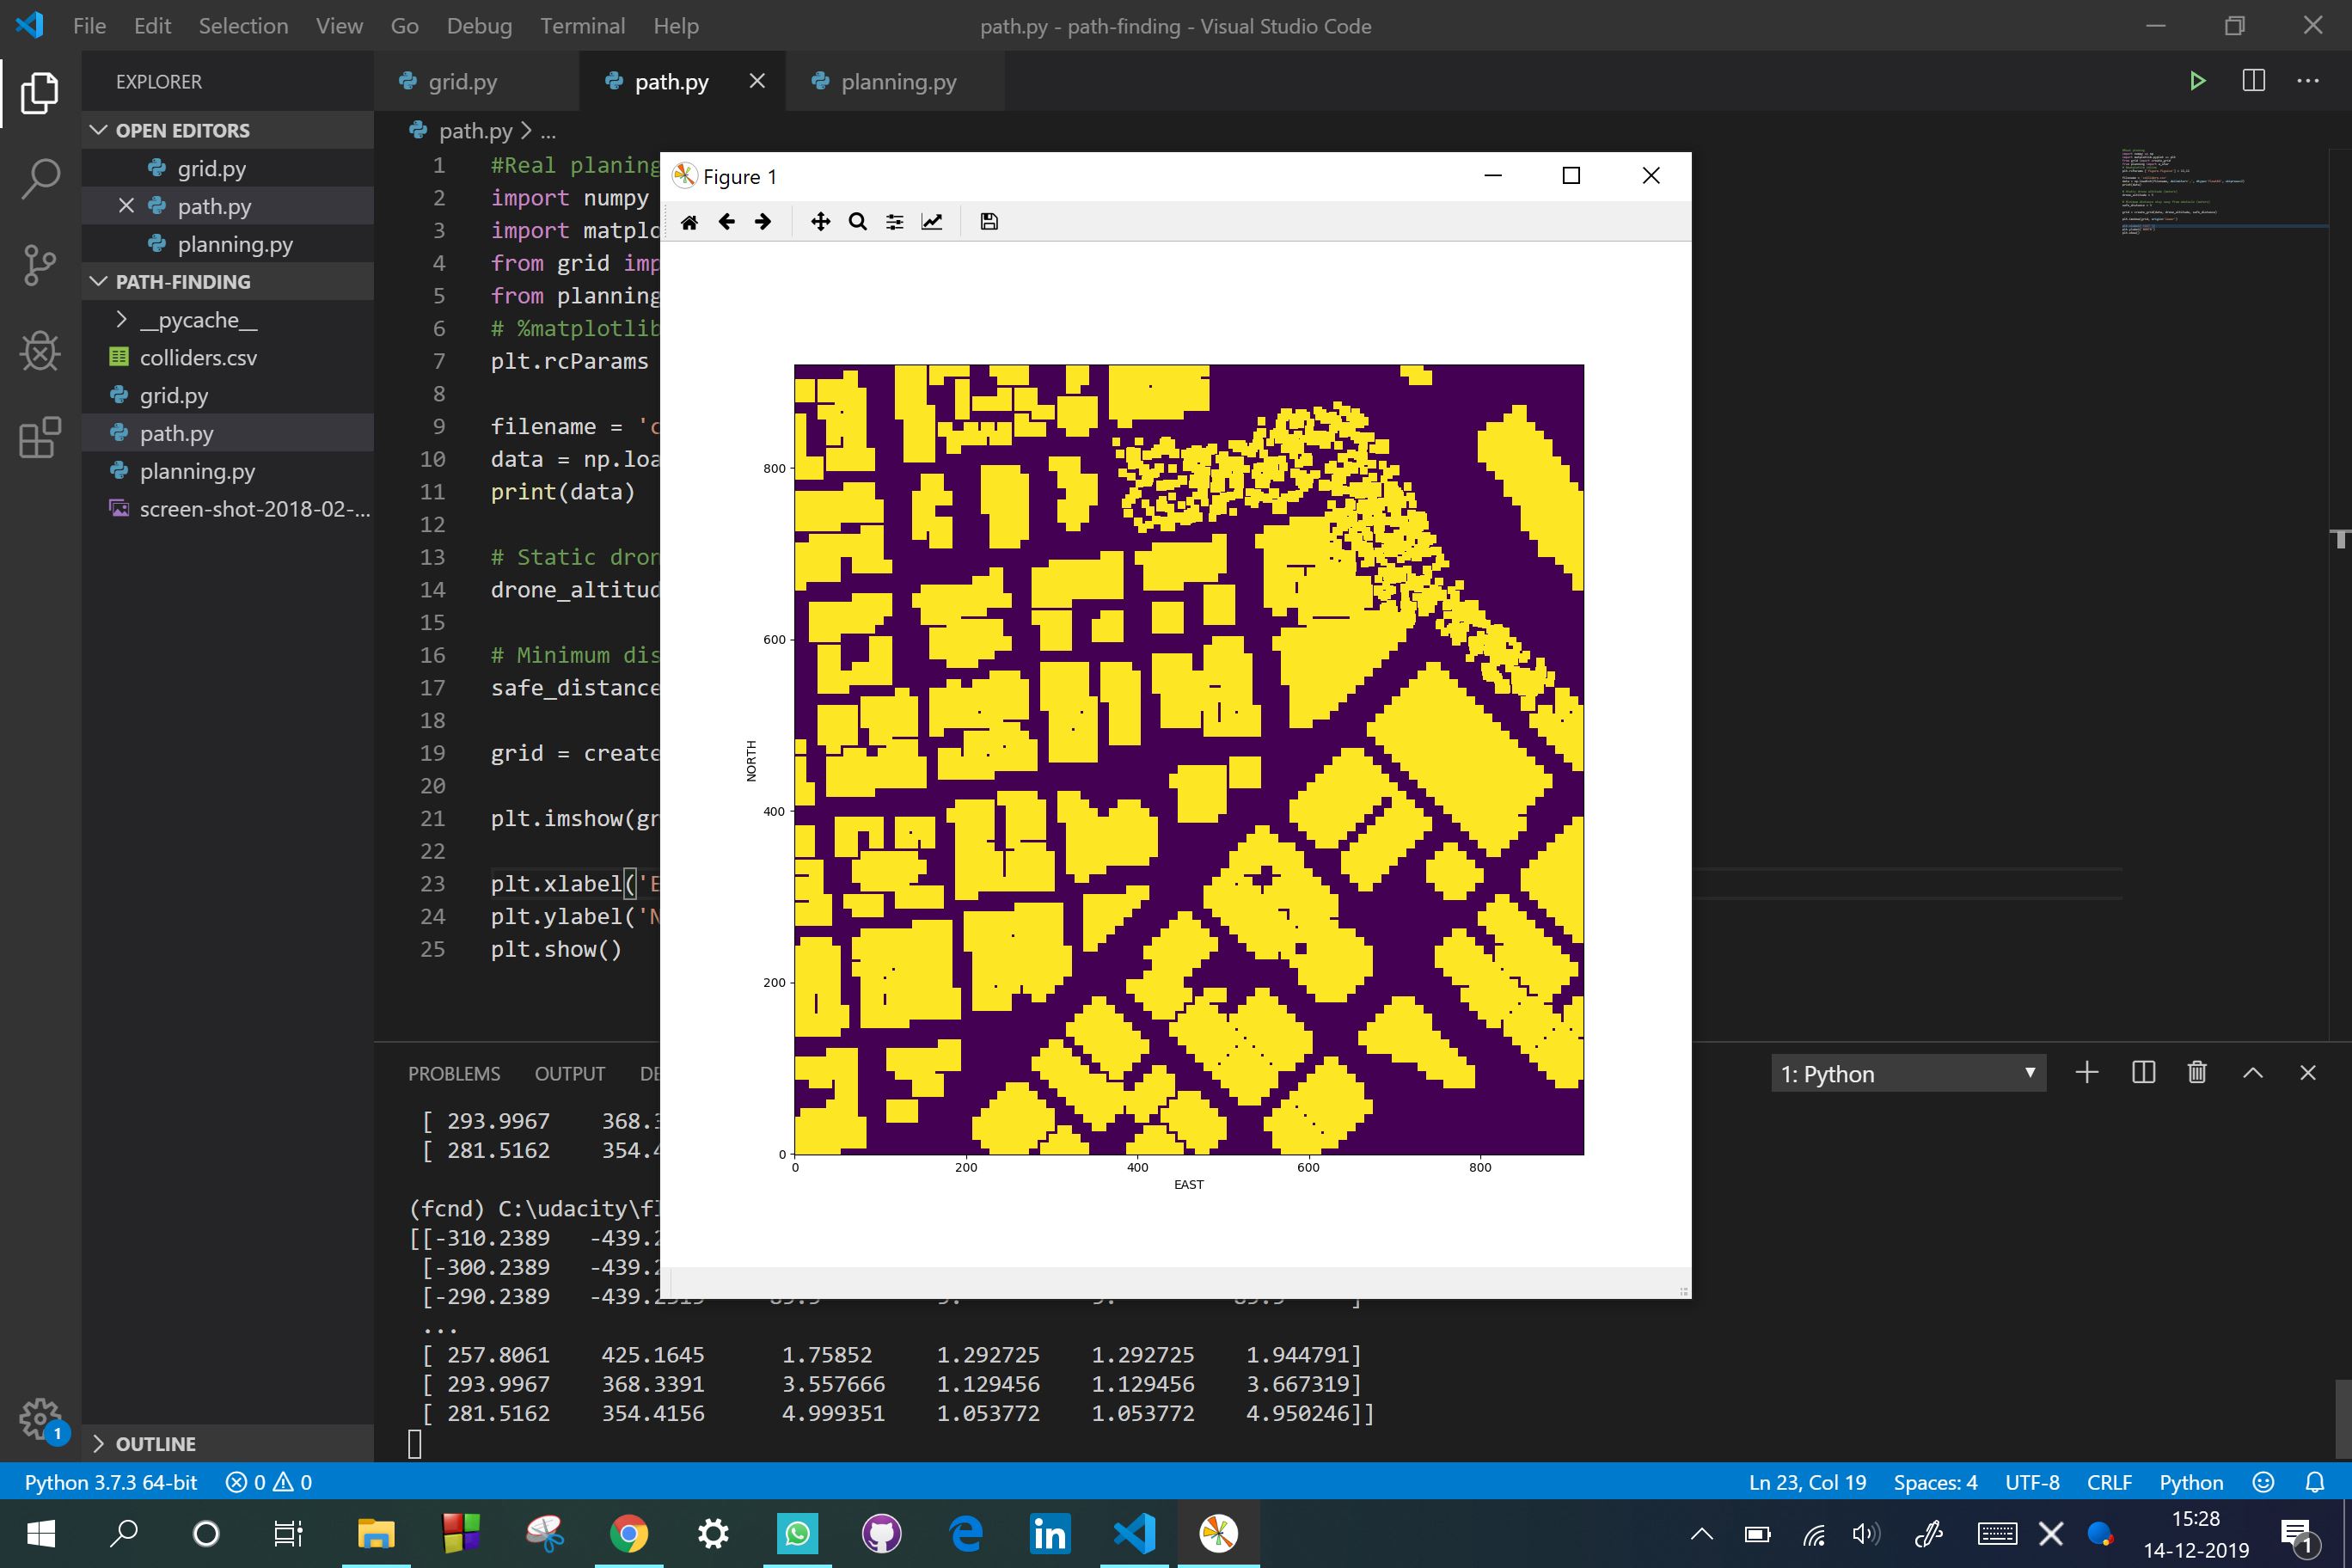 File Edit Selection View Go Debug Terminal Help
path.py - path-finding - Visual Studio Code
EXPLORER
OPEN EDITORS
grid.py
path.py
planning.py
PATH-FINDING
__pycache__
colliders.csv
grid.py
path.py
planning.py
screen-shot-2018-02-...
OUTLINE
grid.py
path.py
planning.py
path.py > ...
1 #Real planing
2 import numpy
3 import matplo
4 from grid imp
5 from planning
6 # %matplotlib
7 plt.rcParams
8
9 filename = 'c
10 data = np.loa
11 print(data)
12
13 # Static dron
14 drone_altitud
15
16 # Minimum dis
17 safe_distance
18
19 grid = create
20
21 plt.imshow(gr
22
23 plt.xlabel('E
24 plt.ylabel('N
25 plt.show()
Figure 1
800
600
400
200
0
NORTH
0 200 400 600 800
EAST
PROBLEMS OUTPUT DE
1: Python
[ 293.9967 368.3
[ 281.5162 354.4
(fcnd) C:\udacity\fl
[[-310.2389 -439.2
[-300.2389 -439.2
[-290.2389 -439.2315
...
[ 257.8061 425.1645 1.75852 1.292725 1.292725 1.944791]
[ 293.9967 368.3391 3.557666 1.129456 1.129456 3.667319]
[ 281.5162 354.4156 4.999351 1.053772 1.053772 4.950246]]
1
Python 3.7.3 64-bit 0 0
Ln 23, Col 19 Spaces: 4 UTF-8 CRLF Python
15:28
14-12-2019
1